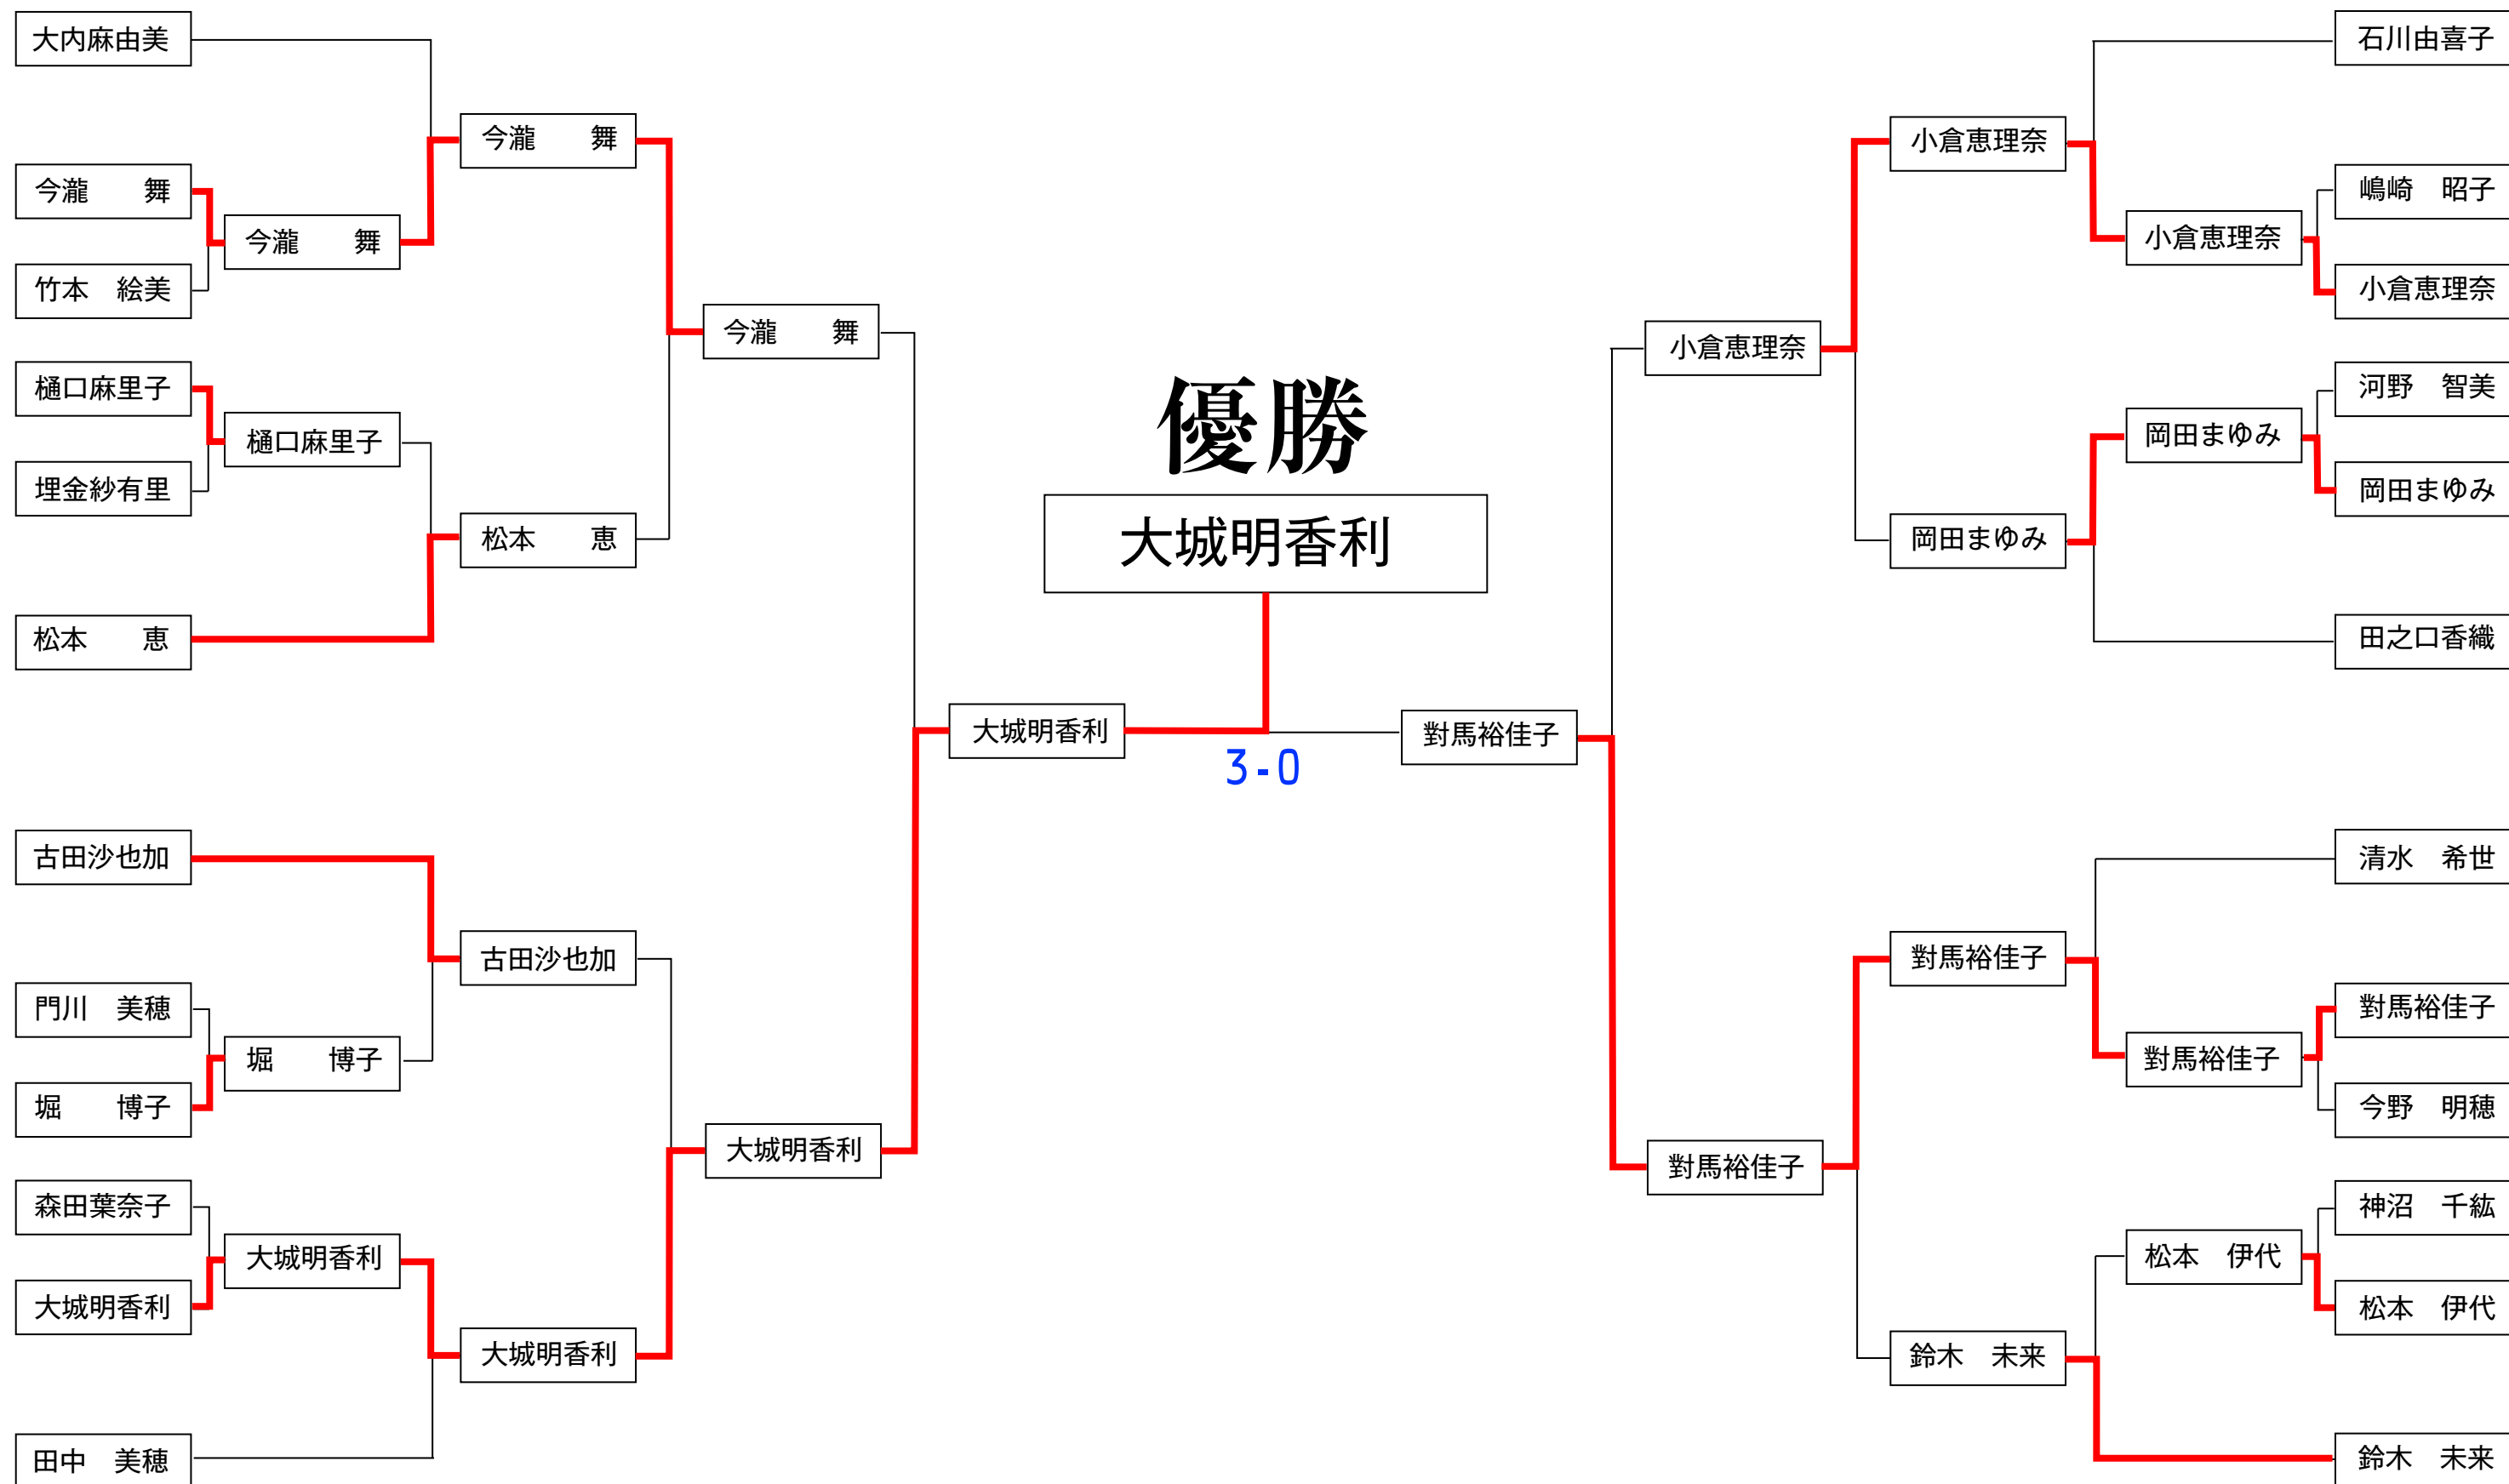 大内麻由美
今瀧　　舞
今瀧　　舞
今瀧　　舞
竹本　絵美
今瀧　　舞
樋口麻里子
樋口麻里子
埋金紗有里
松本　　恵
松本　　恵
古田沙也加
古田沙也加
門川　美穂
堀　　博子
堀　　博子
大城明香利
森田葉奈子
大城明香利
大城明香利
大城明香利
田中　美穂
優勝
大城明香利
大城明香利
3-0
對馬裕佳子
石川由喜子
小倉恵理奈
嶋崎　昭子
小倉恵理奈
小倉恵理奈
小倉恵理奈
河野　智美
岡田まゆみ
岡田まゆみ
岡田まゆみ
田之口香織
清水　希世
對馬裕佳子
對馬裕佳子
對馬裕佳子
今野　明穂
對馬裕佳子
神沼　千紘
松本　伊代
松本　伊代
鈴木　未来
鈴木　未来